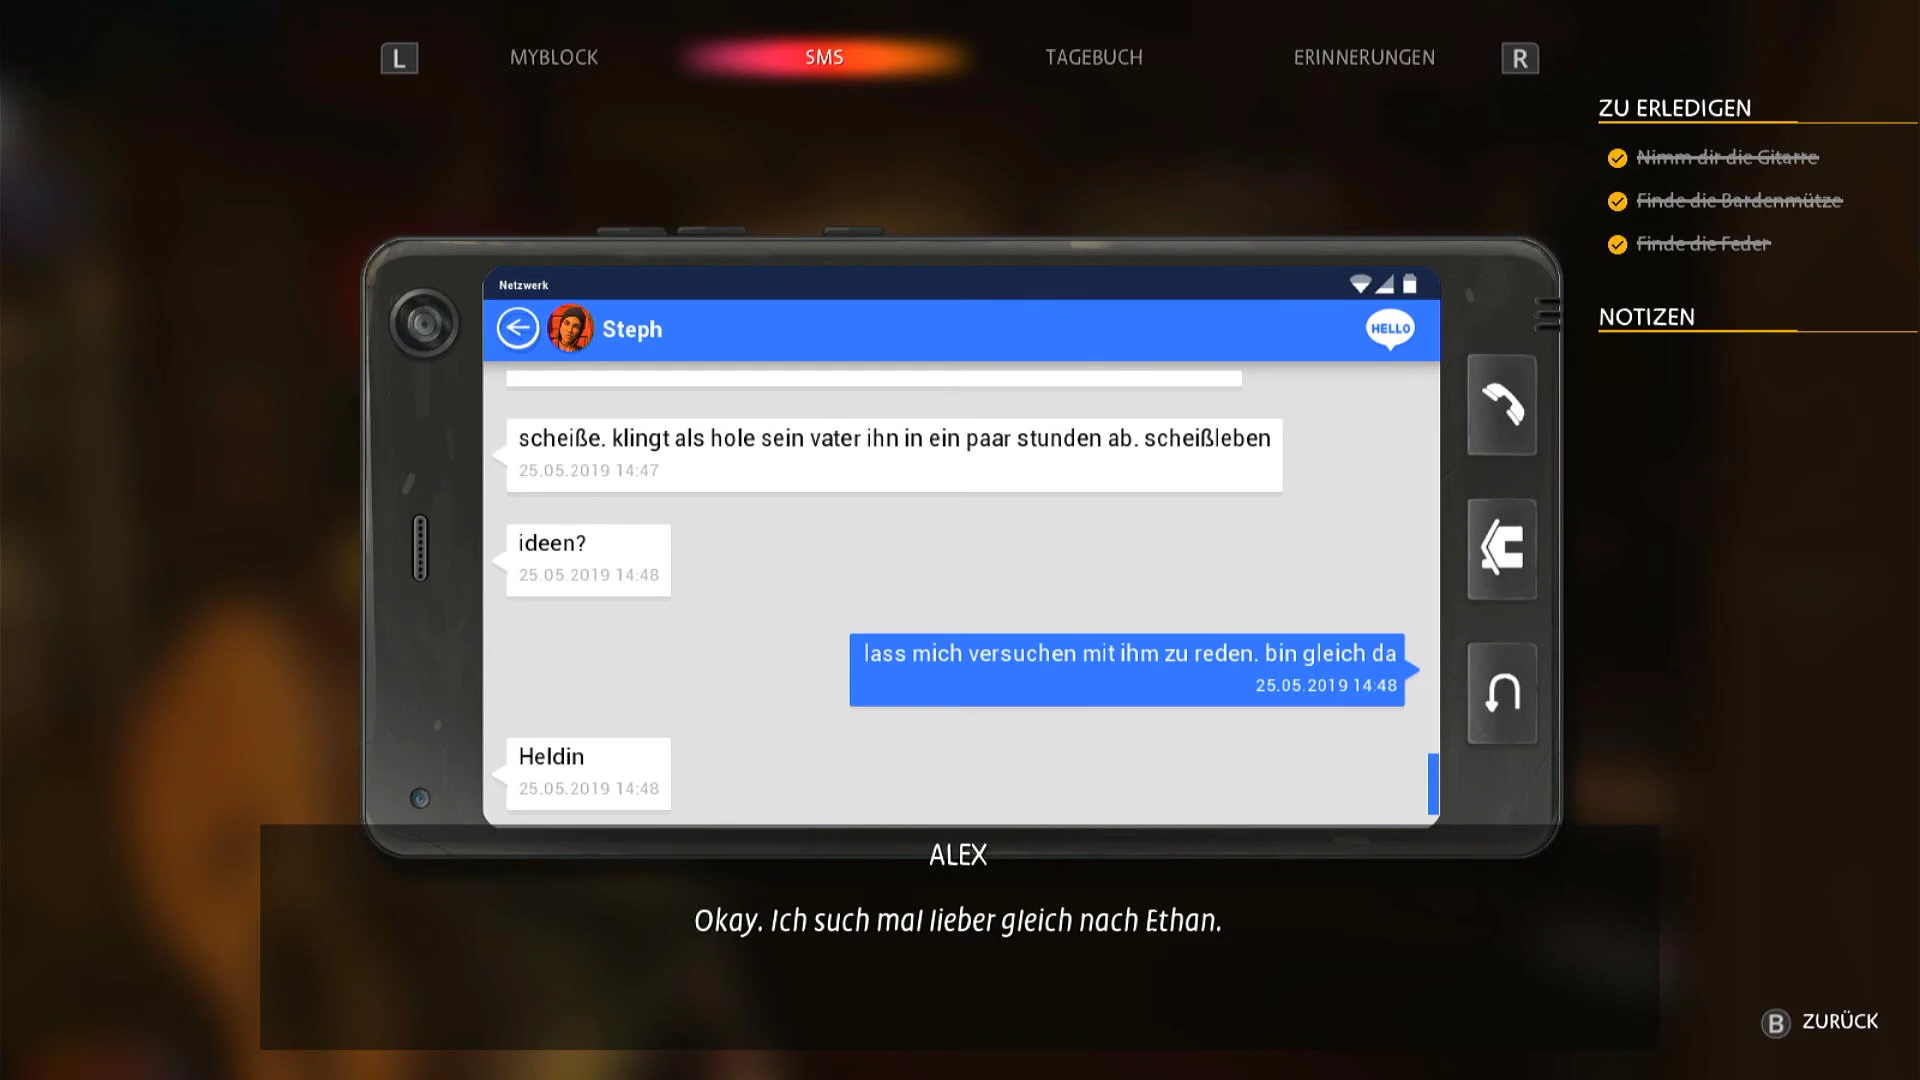 L
MYBLOCK
SMS
TAGEBUCH
ERINNERUNGEN
R
ZU ERLEDIGEN
Nimm dir die Gitarre
Finde die Bardenmütze
Finde die Feder
NOTIZEN
Netzwerk
Steph
HELLO
scheiße. klingt als hole sein vater ihn in ein paar stunden ab. scheißleben
25.05.2019 14:47
ideen?
25.05.2019 14:48
lass mich versuchen mit ihm zu reden. bin gleich da
25.05.2019 14:48
Heldin
25.05.2019 14:48
ALEX
Okay. Ich such mal lieber gleich nach Ethan.
B ZURÜCK